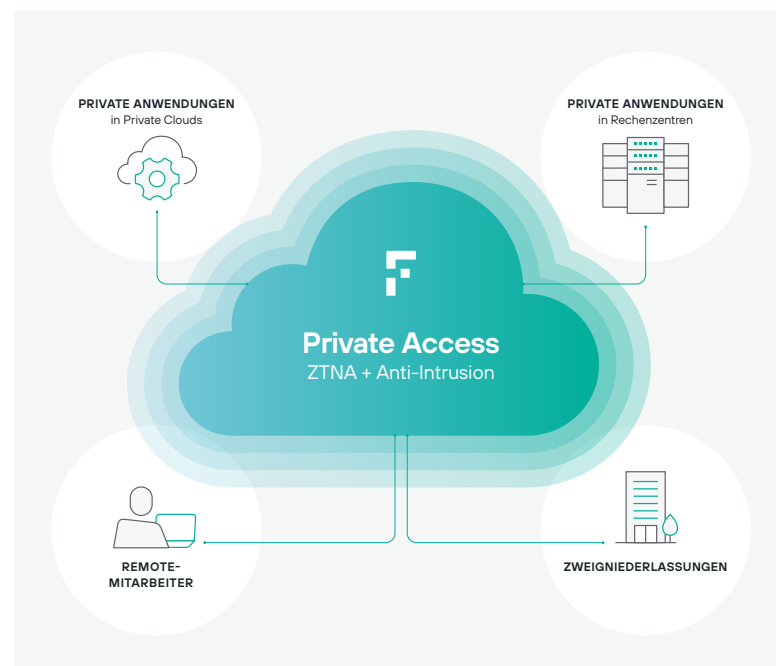 PRIVATE ANWENDUNGEN
in Private Clouds
PRIVATE ANWENDUNGEN
in Rechenzentren
Private Access
ZTNA + Anti-Intrusion
REMOTE-
MITARBEITER
ZWEIGNIEDERLASSUNGEN